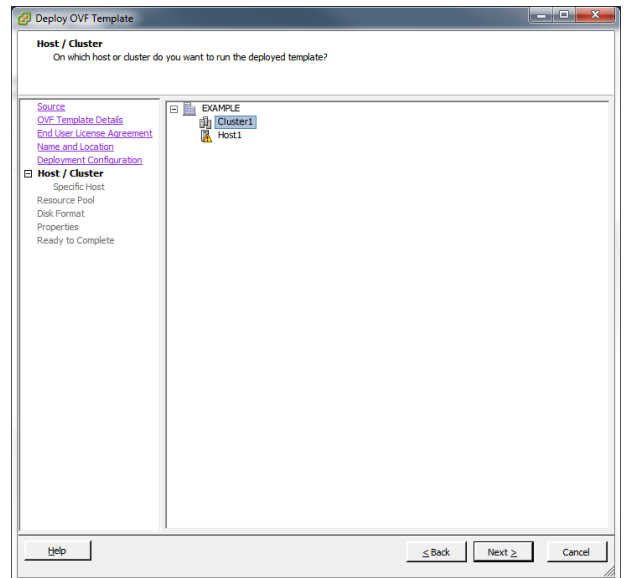 Deploy OVF Template
Host / Cluster
On which host or cluster do you want to run the deployed template?
Source
OVF Template Details
End User License Agreement
Name and Location
Deployment Configuration
Host / Cluster
Specific Host
Resource Pool
Disk Format
Properties
Ready to Complete
EXAMPLE
Cluster1
Host1
Help
< Back
Next >
Cancel